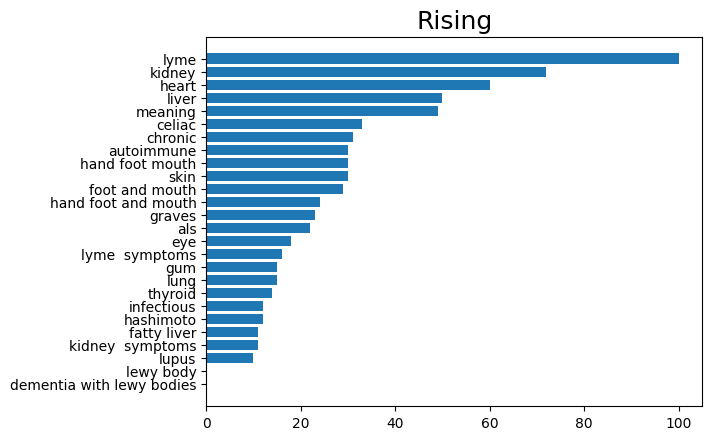 Rising
lyme
kidney
heart
liver
meaning
celiac
chronic
autoimmune
hand foot mouth
skin
foot and mouth
hand foot and mouth
graves
als
eye
lyme  symptoms
gum
lung
thyroid
infectious
hashimoto
fatty liver
kidney  symptoms
lupus
lewy body
dementia with lewy bodies
0 20 40 60 80 100